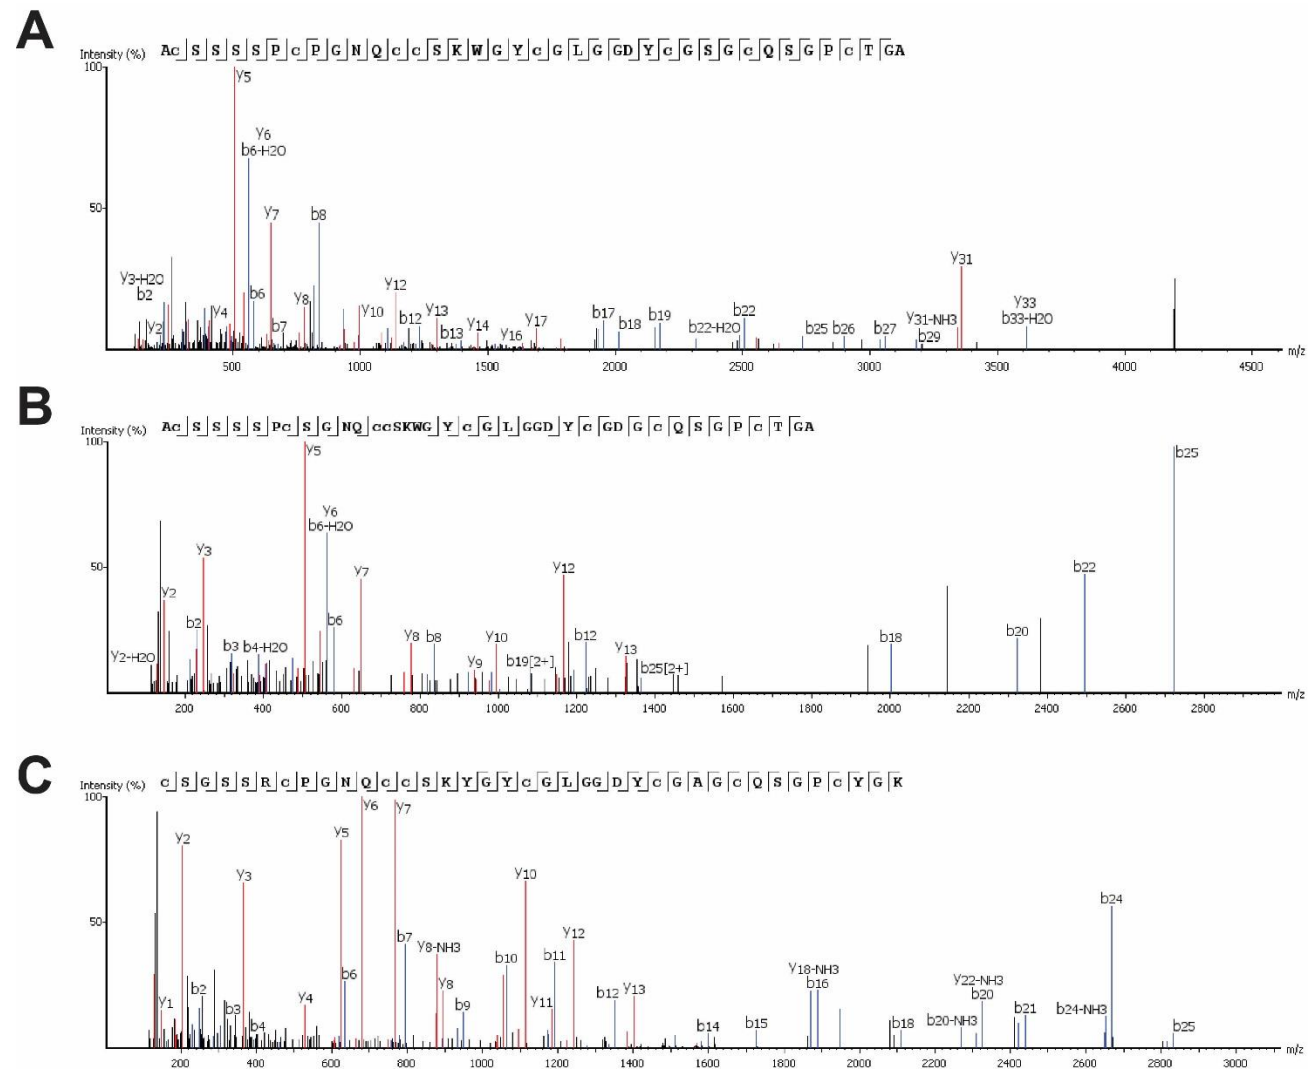 A
Intensity (%)
Ac S S S S P c P G N Q c c S K W G Y c G L G G D Y c G S G c Q S G P c T GA
100
50
y3-H2O
b2
y2
y4
y5
y6
b6-H2O
b6
y7
b7
y8
b8
y10
y12
b12
y13
b13
y14
y16
y17
b17
b18
b19
b22-H2O
b22
b25
b26
b27
y31-NH3
b29
y31
y33
b33-H2O
500 1000 1500 2000 2500 3000 3500 4000 4500 m/z
B
Intensity (%)
Ac S S S S Pc S G NQ ccSKWG Y c G L GGD Y c GDG c Q S G P c T GA
100
50
y2-H2O
y2
b2
y3
b3
b4-H2O
y5
y6
b6-H2O
b6
y7
y8
b8
y9
y10
b19[2+]
y12
b12
y13
b25[2+]
b18
b20
b22
b25
200 400 600 800 1000 1200 1400 1600 1800 2000 2200 2400 2600 2800 m/z
C
Intensity (%)
c S G S S R c P G N Q c c S K Y G Y c G L GG D Y c G A G c Q S G P c Y G K
100
50
y1
y2
b2
b3
y3
b4
y4
y5
b6
y6
y7
b7
y8-NH3
y8
b9
b10
y10
y11
b11
y12
b12
y13
b14
b15
y18-NH3
b16
b18
b20-NH3
y22-NH3
b20
b21
b24-NH3
b24
b25
200 400 600 800 1000 1200 1400 1600 1800 2000 2200 2400 2600 2800 3000 m/z